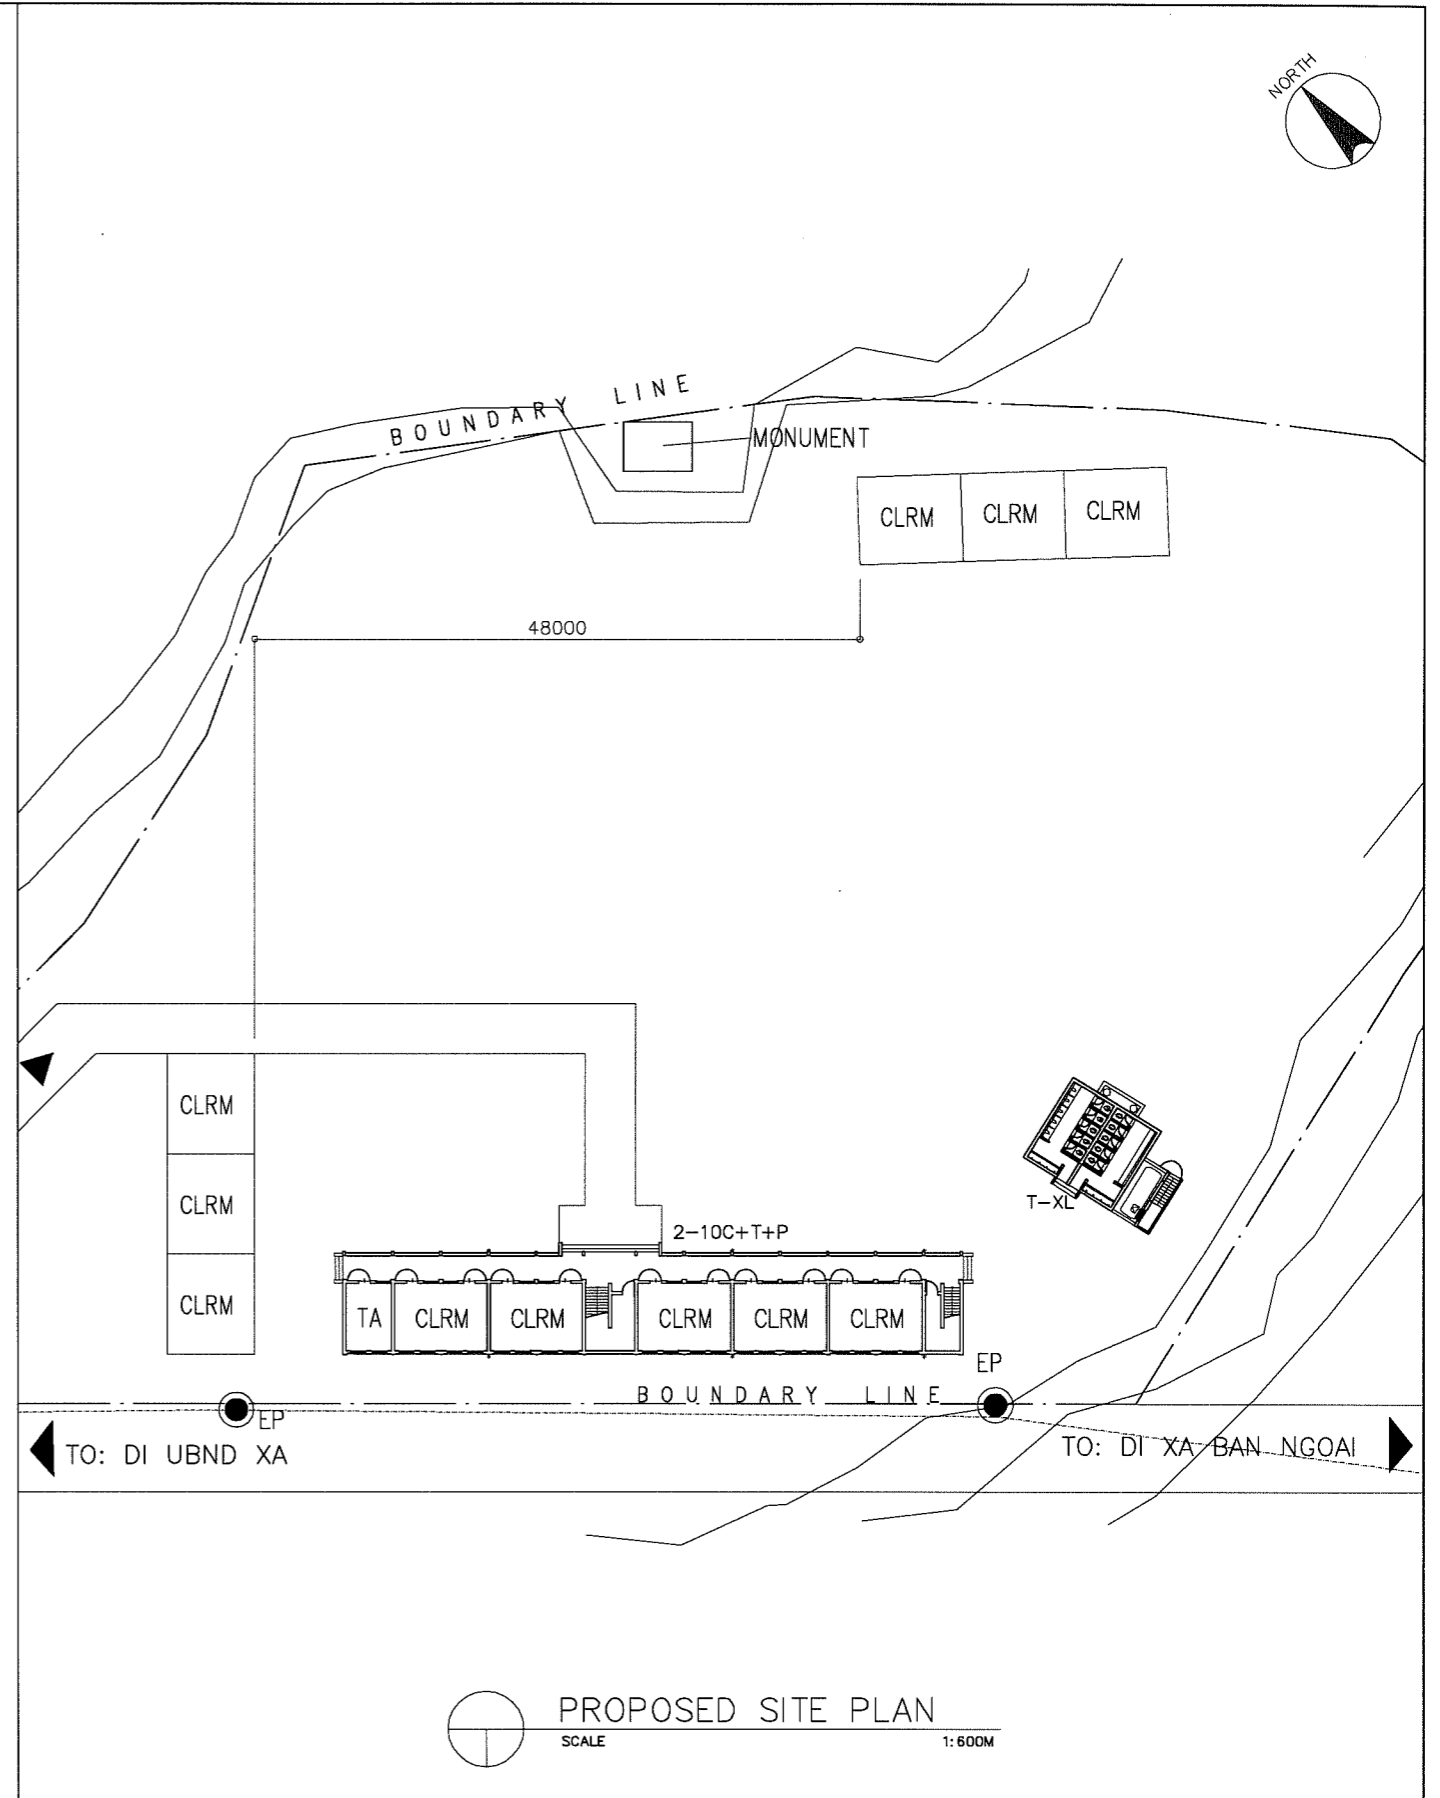 NORTH
BOUNDARY LINE
MONUMENT
CLRM CLRM CLRM
48000
CLRM
CLRM
CLRM
T-XL
2-10C+T+P
TA CLRM CLRM CLRM CLRM CLRM
EP
BOUNDARY LINE
EP
TO: DI UBND XA
TO: DI XA BAN NGOAI
PROPOSED SITE PLAN
SCALE 1:600M